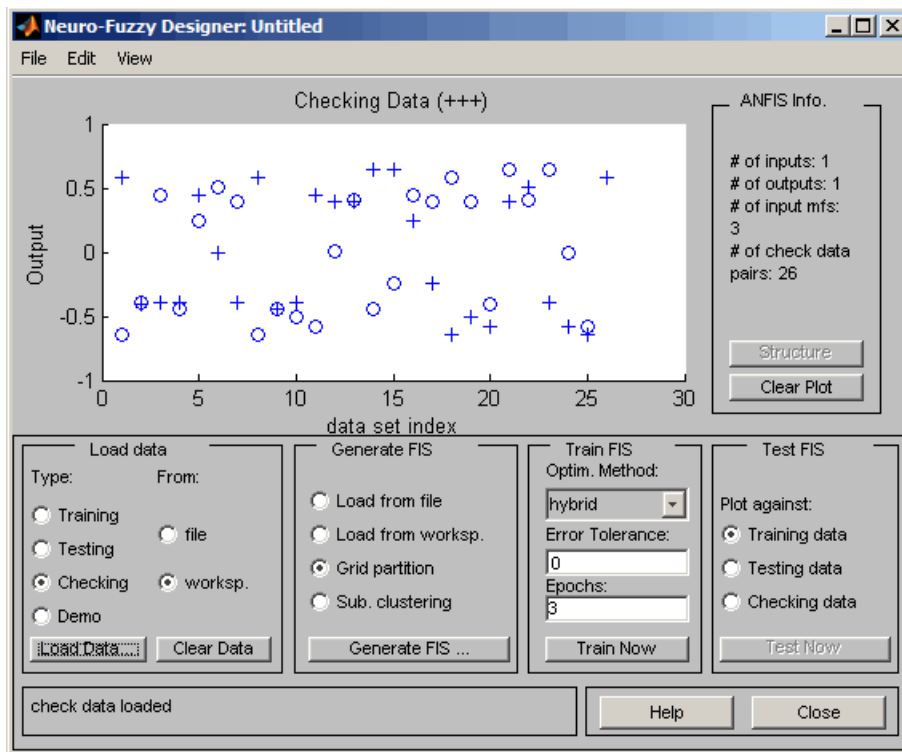 Neuro-Fuzzy Designer: Untitled
File Edit View
Checking Data (+++)
1
0.5
0
-0.5
-1
Output
0 5 10 15 20 25 30
data set index
ANFIS Info.
# of inputs: 1
# of outputs: 1
# of input mfs:
3
# of check data
pairs: 26
Structure
Clear Plot
Load data
Type: From:
Training
file
Testing
Checking worksp.
Demo
Load Data... Clear Data
Generate FIS
Load from file
Load from worksp.
Grid partition
Sub. clustering
Generate FIS ...
Train FIS
Optim. Method:
hybrid
Error Tolerance:
0
Epochs:
3
Train Now
Test FIS
Plot against:
Training data
Testing data
Checking data
Test Now
check data loaded
Help Close